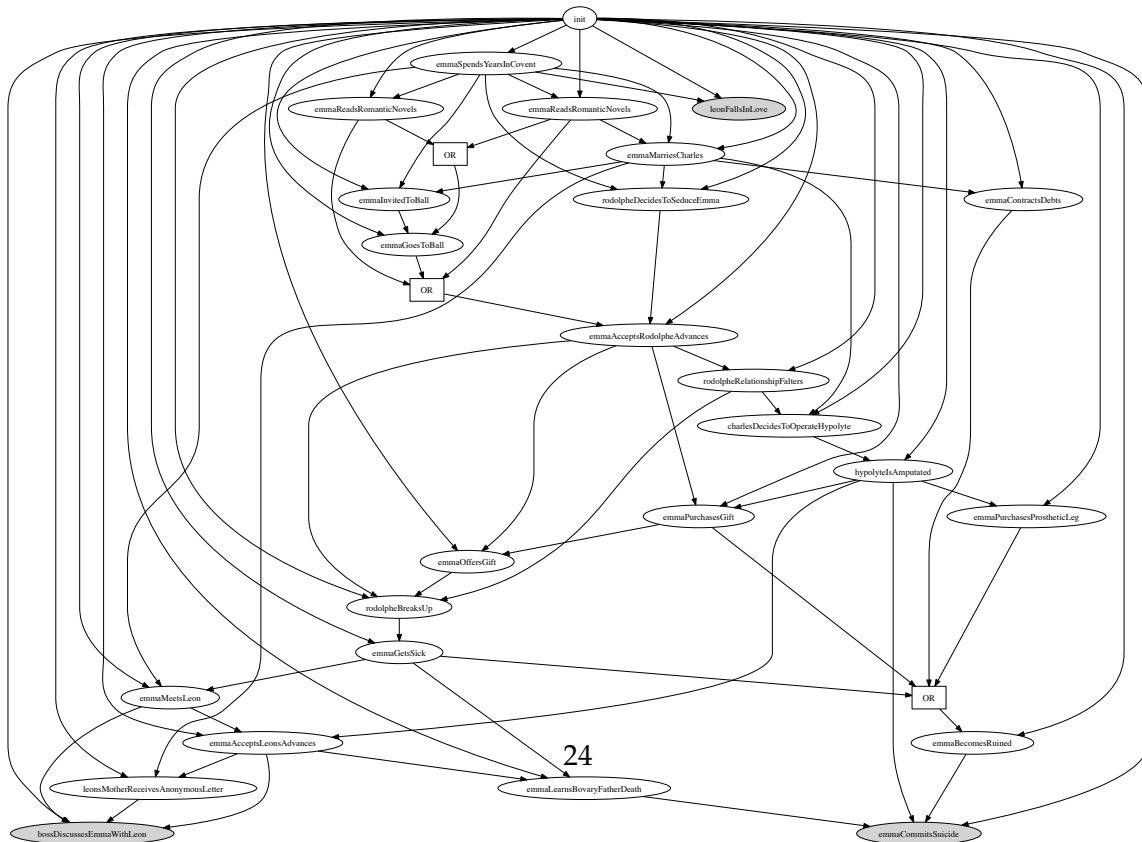 init
emmaSpendsYearsInCovent
emmaReadsRomanticNovels
emmaReadsRomanticNovels
leonFallsInLove
OR
emmaMarriesCharles
emmaInvitedToBall
rodolpheDecidesToSeduceEmma
emmaContractsDebts
emmaGoesToBall
OR
emmaAcceptsRodolpheAdvances
rodolpheRelationshipFalters
charlesDecidesToOperateHypolyte
hypolyteIsAmputated
emmaPurchasesGift
emmaPurchasesProstheticLeg
emmaOffersGift
rodolpheBreaksUp
emmaGetsSick
emmaMeetsLeon
OR
emmaAcceptsLeonsAdvances
emmaBecomesRuined
24
leonsMotherReceivesAnonymousLetter
emmaLearnsBovaryFatherDeath
bossDiscussesEmmaWithLeon
emmaCommitsSuicide